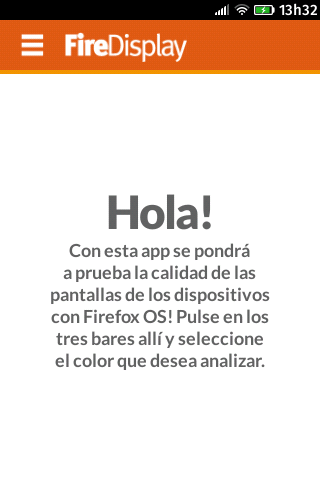 13h32
FireDisplay
Hola!
Con esta app se pondrá
a prueba la calidad de las
pantallas de los dispositivos
con Firefox OS! Pulse en los
tres bares allí y seleccione
el color que desea analizar.